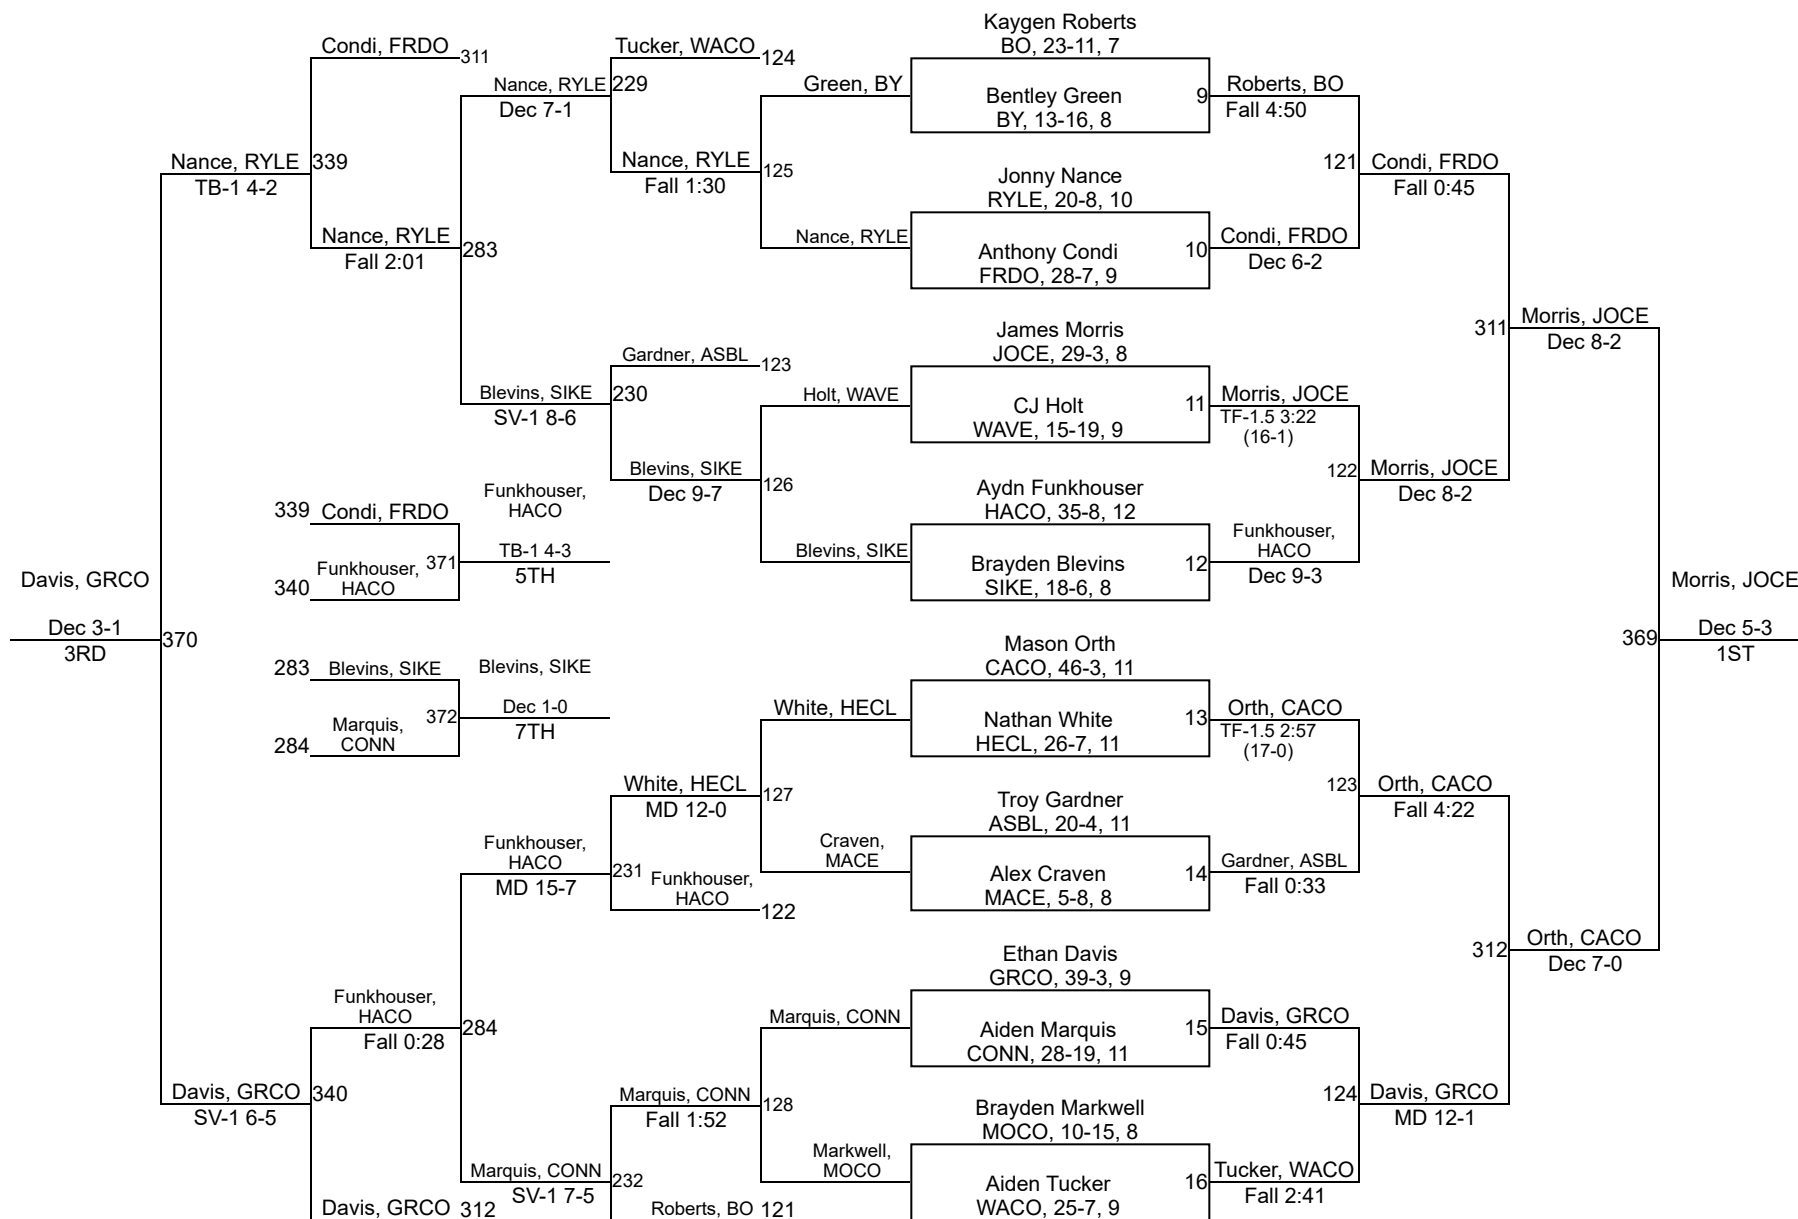 Kaygen Roberts
BO, 23-11, 7
Bentley Green
BY, 13-16, 8
9
Jonny Nance
RYLE, 20-8, 10
Anthony Condi
FRDO, 28-7, 9
10
James Morris
JOCE, 29-3, 8
CJ Holt
WAVE, 15-19, 9
11
Aydn Funkhouser
HACO, 35-8, 12
Brayden Blevins
SIKE, 18-6, 8
12
Mason Orth
CACO, 46-3, 11
Nathan White
HECL, 26-7, 11
13
Troy Gardner
ASBL, 20-4, 11
Alex Craven
MACE, 5-8, 8
14
Ethan Davis
GRCO, 39-3, 9
Aiden Marquis
CONN, 28-19, 11
15
Brayden Markwell
MOCO, 10-15, 8
Aiden Tucker
WACO, 25-7, 9
16
Roberts, BO
Fall 4:50
Condi, FRDO
Dec 6-2
Morris, JOCE
TF-1.5 3:22
(16-1)
Funkhouser,
HACO
Dec 9-3
Orth, CACO
TF-1.5 2:57
(17-0)
Gardner, ASBL
Fall 0:33
Davis, GRCO
Fall 0:45
Tucker, WACO
Fall 2:41
121
Condi, FRDO
Fall 0:45
122
Morris, JOCE
Dec 8-2
123
Orth, CACO
Fall 4:22
124
Davis, GRCO
MD 12-1
311
Morris, JOCE
Dec 8-2
312
Orth, CACO
Dec 7-0
369
Morris, JOCE
Dec 5-3
1ST
Green, BY
Nance, RYLE
Holt, WAVE
Blevins, SIKE
White, HECL
Craven,
MACE
Marquis, CONN
Markwell,
MOCO
Tucker, WACO
124
Nance, RYLE
125
Fall 1:30
Gardner, ASBL
123
Blevins, SIKE
126
Dec 9-7
White, HECL
127
MD 12-0
Funkhouser,
HACO
122
Marquis, CONN
128
Fall 1:52
Roberts, BO
121
Nance, RYLE
229
Dec 7-1
Blevins, SIKE
230
SV-1 8-6
Funkhouser,
HACO
231
MD 15-7
Marquis, CONN
232
SV-1 7-5
Condi, FRDO
311
Nance, RYLE
283
Fall 2:01
Funkhouser,
HACO
284
Fall 0:28
Davis, GRCO
312
Nance, RYLE
339
TB-1 4-2
Davis, GRCO
340
SV-1 6-5
Davis, GRCO
370
Dec 3-1
3RD
339
Condi, FRDO
340
Funkhouser,
HACO
371
Funkhouser,
HACO
TB-1 4-3
5TH
283
Blevins, SIKE
284
Marquis,
CONN
372
Blevins, SIKE
Dec 1-0
7TH